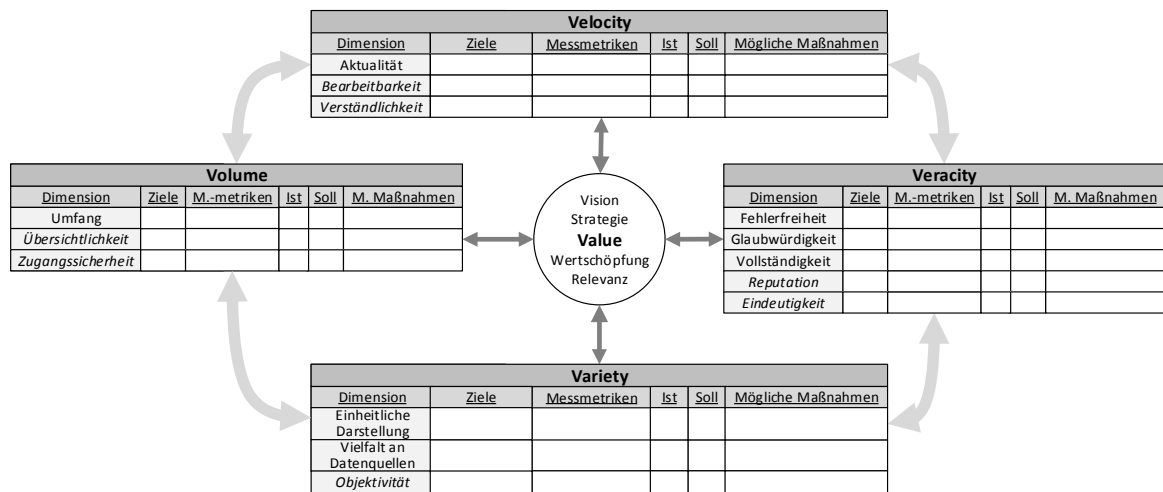 Velocity
Dimension Ziele Messmetriken Ist Soll Mögliche Maßnahmen
Aktualität
Bearbeitbarkeit
Verständlichkeit
Volume
Dimension Ziele M.-metriken Ist Soll M. Maßnahmen
Umfang
Übersichtlichkeit
Zugangssicherheit
Vision
Strategie
Value
Wertschöpfung
Relevanz
Veracity
Dimension Ziele M.-metriken Ist Soll M. Maßnahmen
Fehlerfreiheit
Glaubwürdigkeit
Vollständigkeit
Reputation
Eindeutigkeit
Variety
Dimension Ziele Messmetriken Ist Soll Mögliche Maßnahmen
Einheitliche
Darstellung
Vielfalt an
Datenquellen
Objektivität